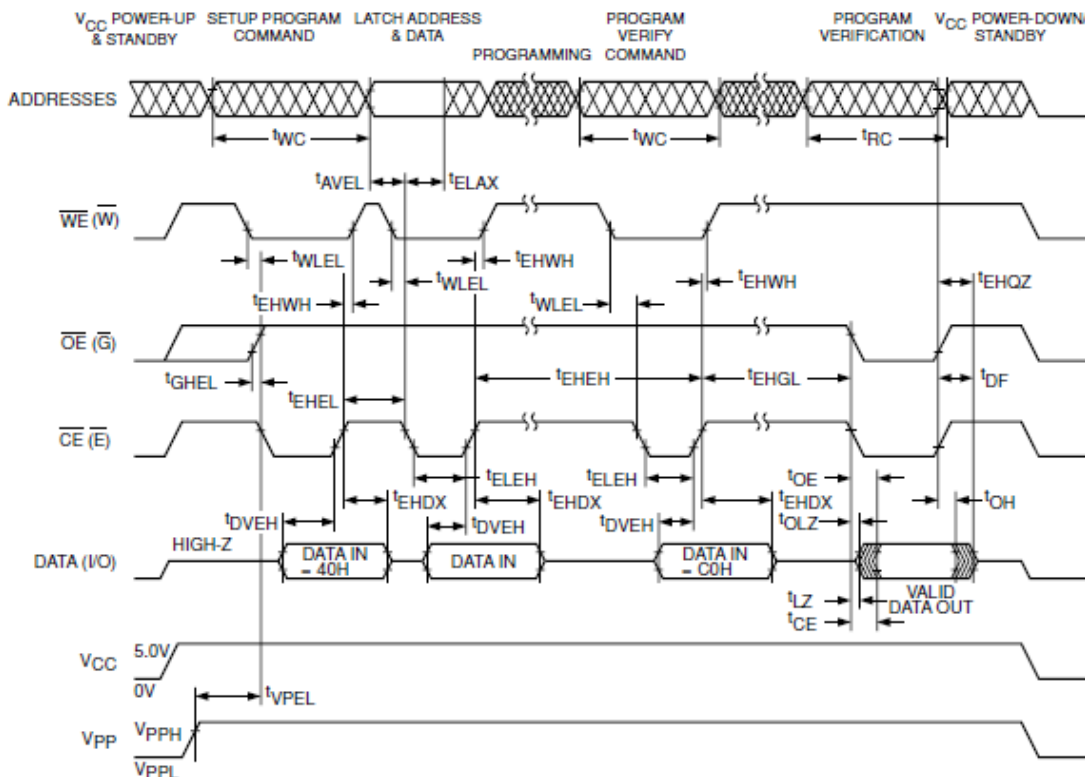 VCC POWER-UP & STANDBY
SETUP PROGRAM COMMAND
LATCH ADDRESS & DATA
PROGRAMMING
PROGRAM VERIFY COMMAND
PROGRAM VERIFICATION
VCC POWER-DOWN/ STANDBY
ADDRESSES
tWC
tWC
tRC
tAVEL
tELAX
WE (W)
tWLEL
tEHWH
tWLEL
tEHWH
tEHQZ
tEHWH
tWLEL
OE (G)
tGHEL
tEHEH
tEHGL
tDF
tEHEL
CE (E)
tELEH
tELEH
tOE
tEHDX
tEHDX
tEHDX
tOH
tDVEH
tDVEH
tDVEH
tOLZ
HIGH-Z
DATA (I/O)
DATA IN
= 40H
DATA IN
DATA IN
= C0H
VALID
DATA OUT
tLZ
tCE
VCC
5.0V
0V
tVPEL
VPP
VPPH
VPPL